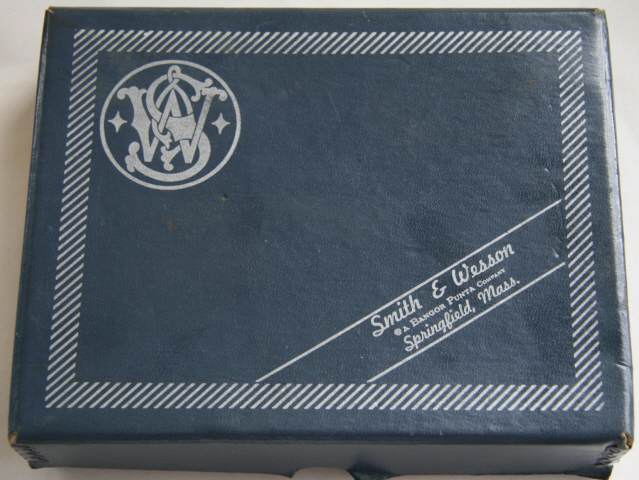 Smith & Wesson
® A BANGOR PUNTA COMPANY
Springfield, Mass.